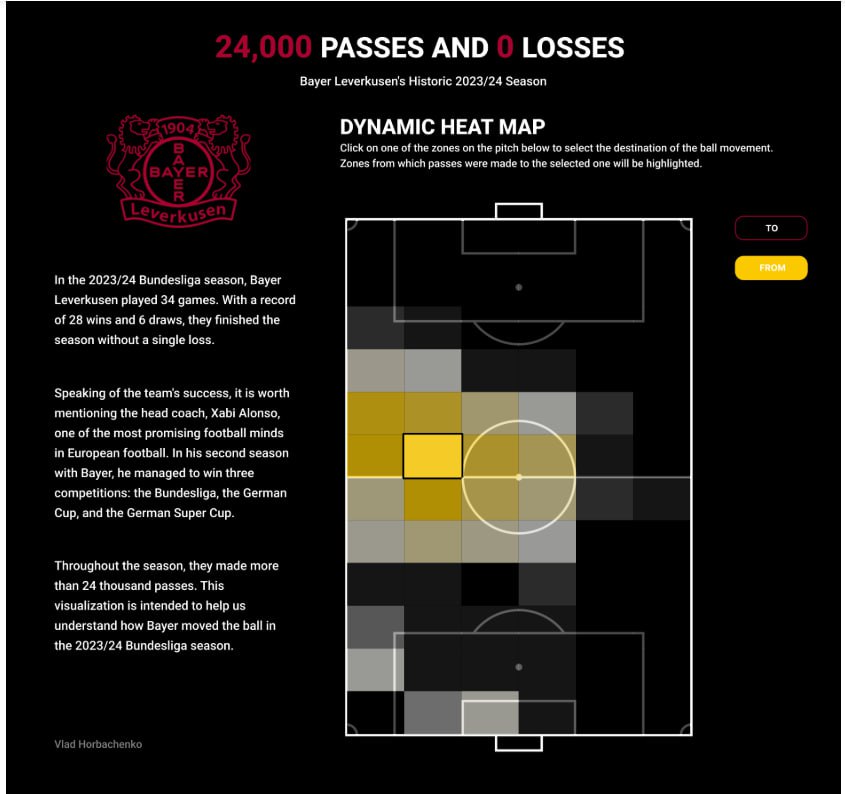 24,000 PASSES AND 0 LOSSES
Bayer Leverkusen's Historic 2023/24 Season
1904
BAYER
BAYER
Leverkusen
DYNAMIC HEAT MAP
Click on one of the zones on the pitch below to select the destination of the ball movement.
Zones from which passes were made to the selected one will be highlighted.
TO
FROM
In the 2023/24 Bundesliga season, Bayer
Leverkusen played 34 games. With a record
of 28 wins and 6 draws, they finished the
season without a single loss.
Speaking of the team's success, it is worth
mentioning the head coach, Xabi Alonso,
one of the most promising football minds
in European football. In his second season
with Bayer, he managed to win three
competitions: the Bundesliga, the German
Cup, and the German Super Cup.
Throughout the season, they made more
than 24 thousand passes. This
visualization is intended to help us
understand how Bayer moved the ball in
the 2023/24 Bundesliga season.
Vlad Horbachenko